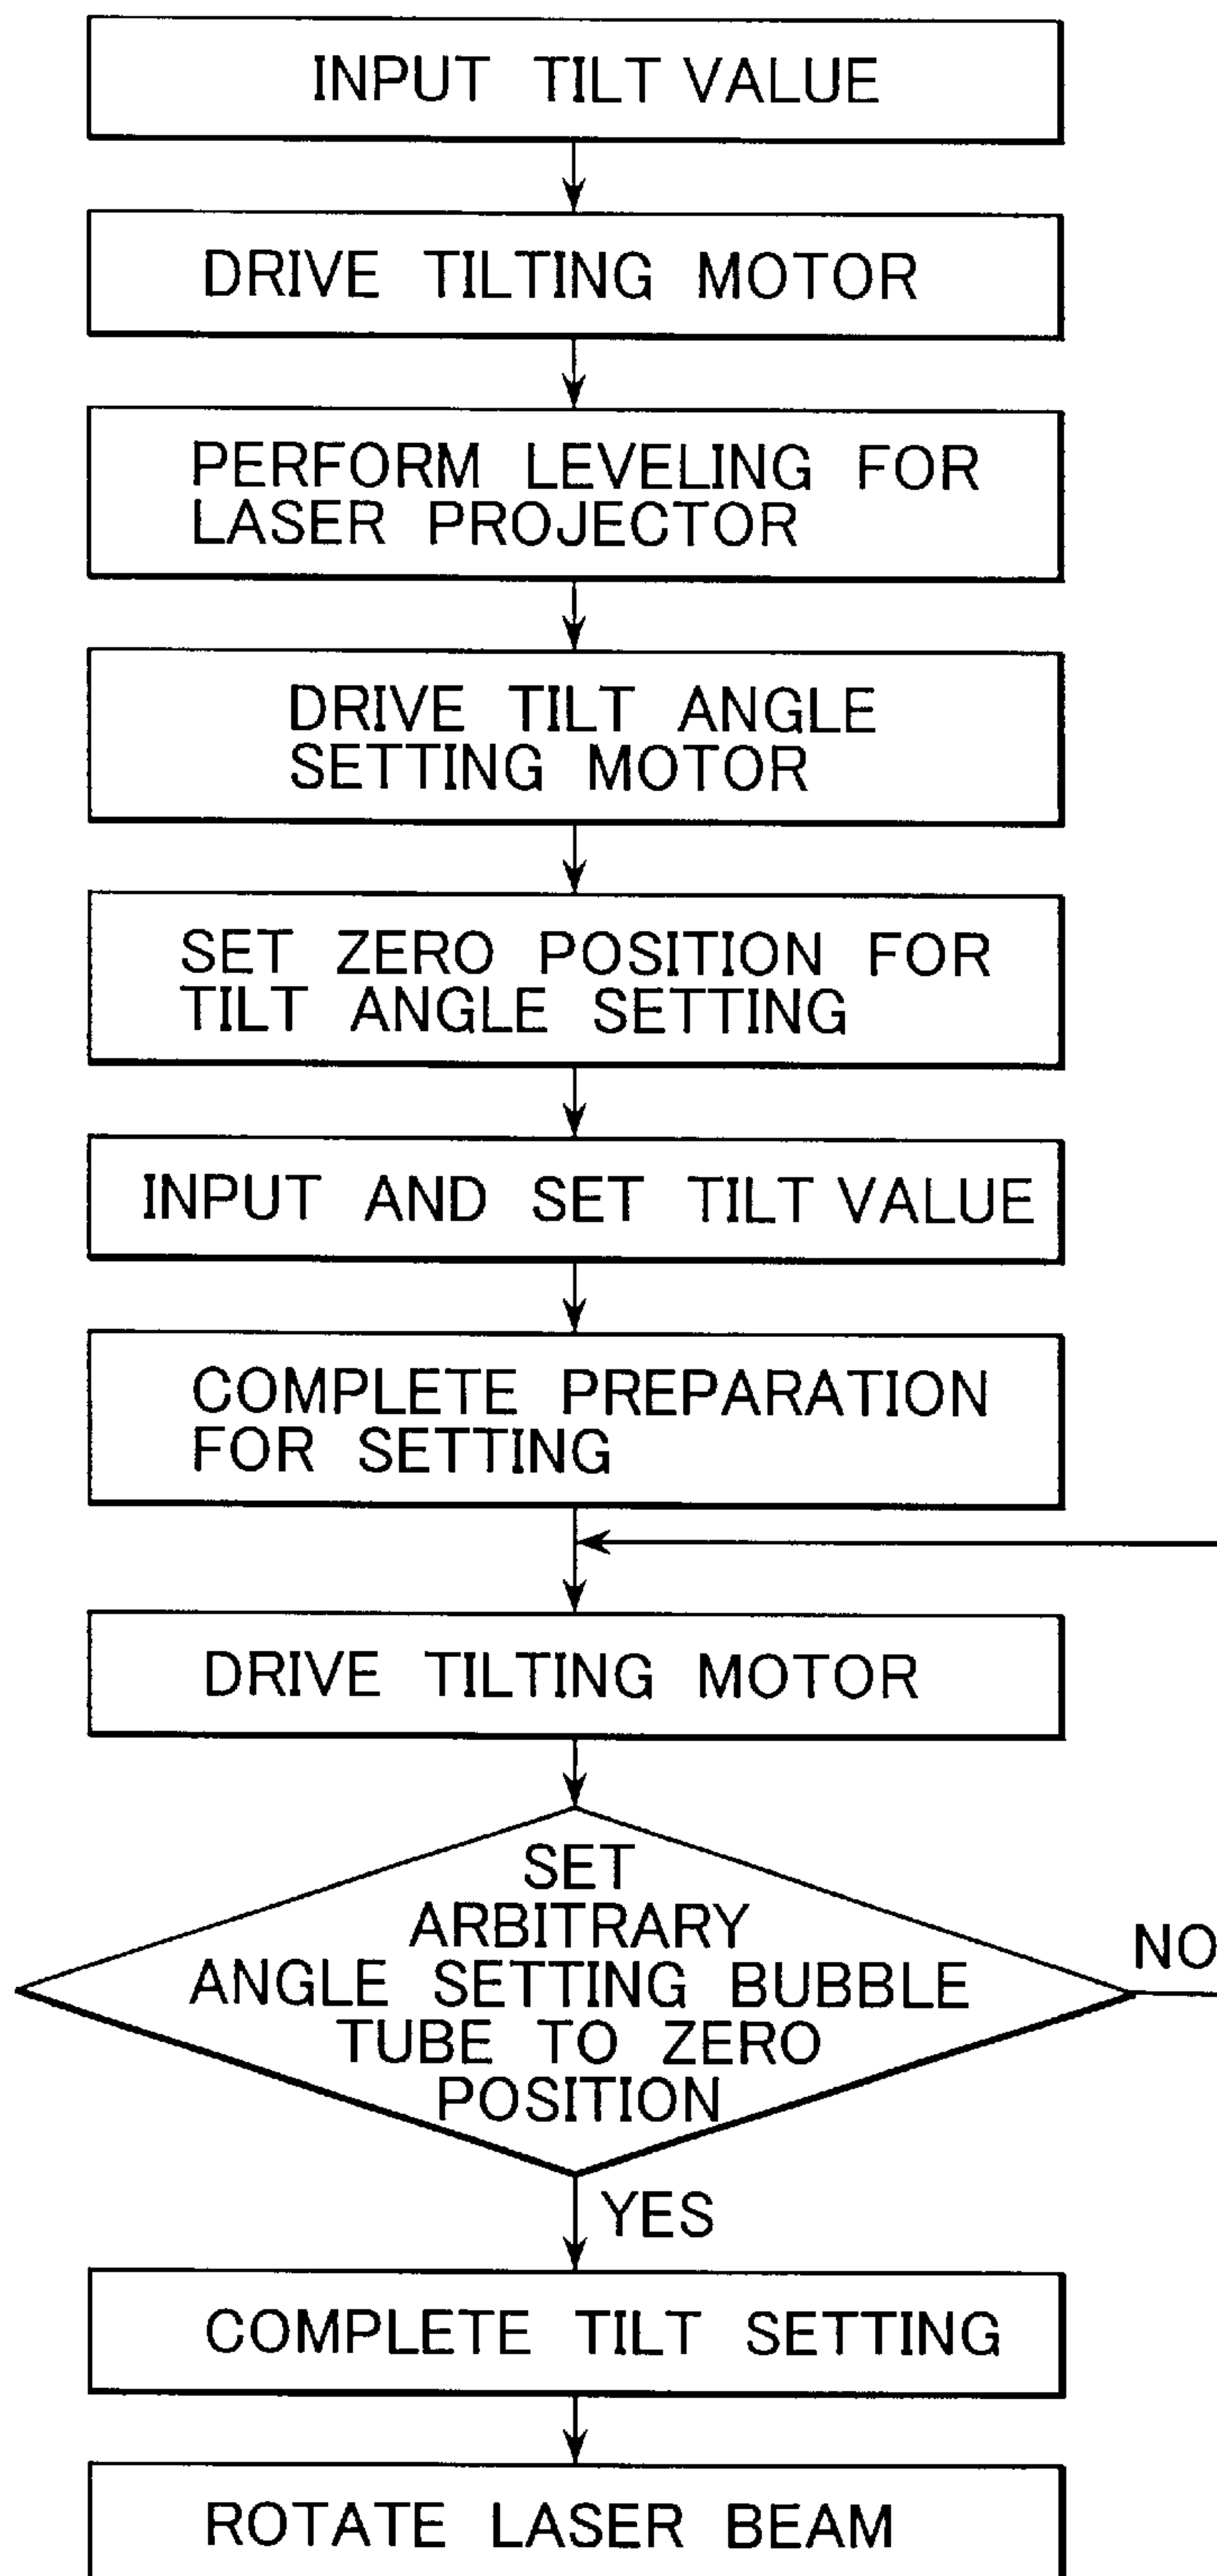 INPUT TILT VALUE
DRIVE TILTING MOTOR
PERFORM LEVELING FOR
LASER PROJECTOR
DRIVE TILT ANGLE
SETTING MOTOR
SET ZERO POSITION FOR
TILT ANGLE SETTING
INPUT AND SET TILT VALUE
COMPLETE PREPARATION
FOR SETTING
DRIVE TILTING MOTOR
SET
ARBITRARY
ANGLE SETTING BUBBLE
TUBE TO ZERO
POSITION
NO
YES
COMPLETE TILT SETTING
ROTATE LASER BEAM